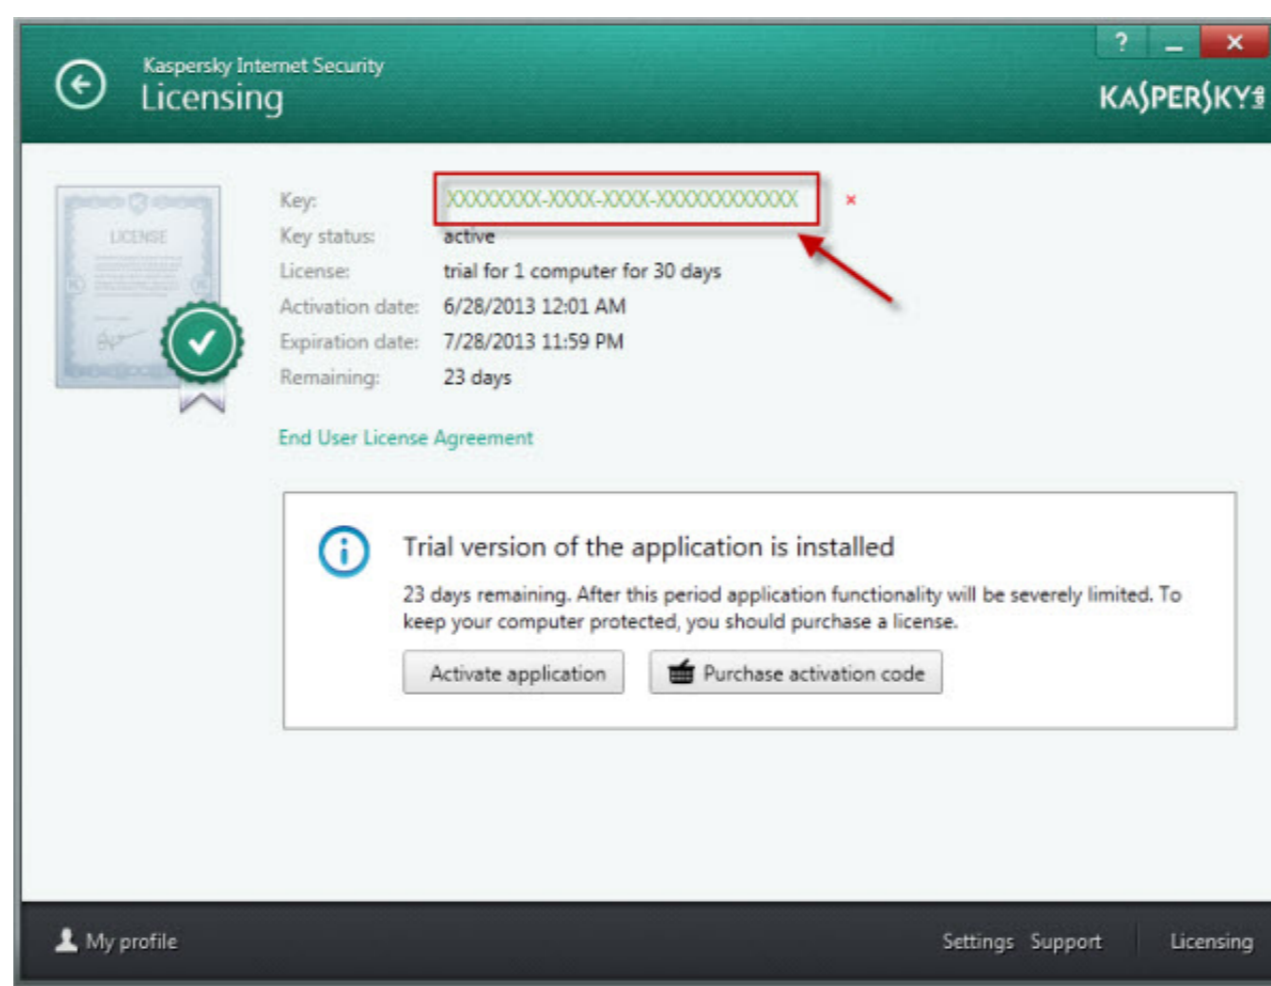 Kaspersky Internet Security
Licensing
? _ x
KASPERSKY lab
LICENSE
Key: XXXXXXXX-XXXX-XXXX-XXXXXXXXXXXX x
Key status: active
License: trial for 1 computer for 30 days
Activation date: 6/28/2013 12:01 AM
Expiration date: 7/28/2013 11:59 PM
Remaining: 23 days
End User License Agreement
Trial version of the application is installed
23 days remaining. After this period application functionality will be severely limited. To
keep your computer protected, you should purchase a license.
Activate application Purchase activation code
My profile Settings Support Licensing